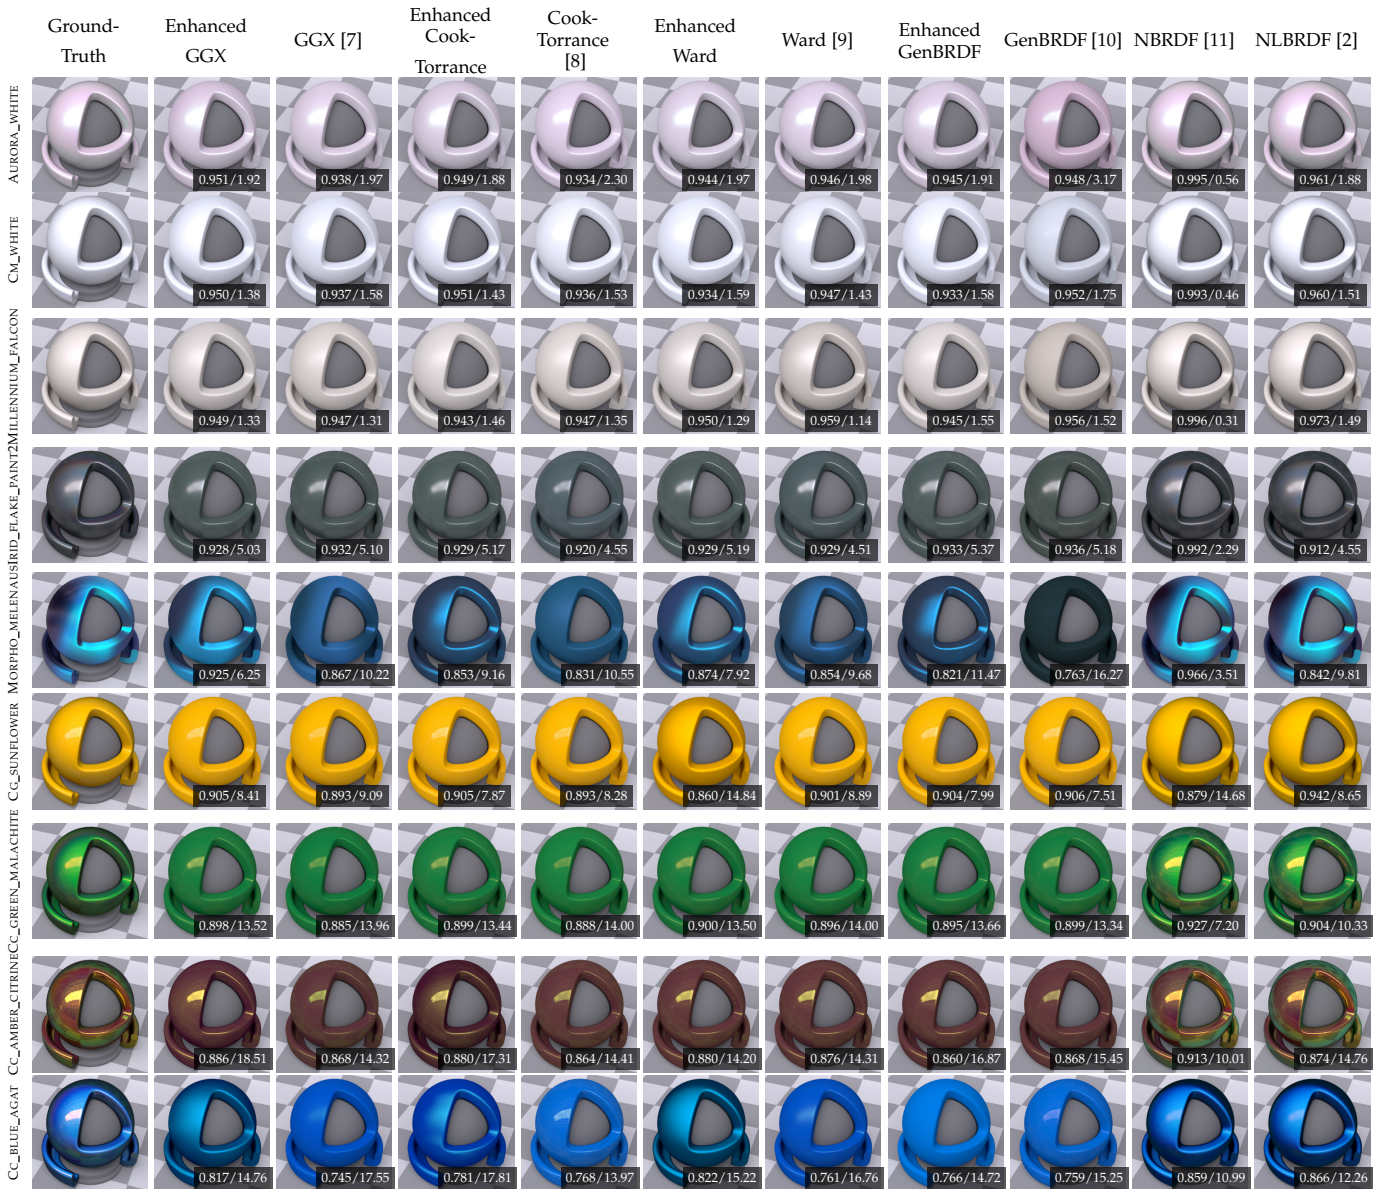 Ground-Truth
Enhanced GGX
GGX [7]
Enhanced Cook-Torrance
Cook-Torrance [8]
Enhanced Ward
Ward [9]
Enhanced GenBRDF
GenBRDF [10]
NBRDF [11]
NLBRDF [2]
AURORA_WHITE
0.951/1.92 0.938/1.97 0.949/1.88 0.934/2.30 0.944/1.97 0.946/1.98 0.945/1.91 0.948/3.17 0.995/0.56 0.961/1.88
CM_WHITE
0.950/1.38 0.937/1.58 0.951/1.43 0.936/1.53 0.934/1.59 0.947/1.43 0.933/1.58 0.952/1.75 0.993/0.46 0.960/1.51
MILLENNIUM_FALCON
0.949/1.33 0.947/1.31 0.943/1.46 0.947/1.35 0.950/1.29 0.959/1.14 0.945/1.55 0.956/1.52 0.996/0.31 0.973/1.49
IRID_FLAKE_PAINT2
0.928/5.03 0.932/5.10 0.929/5.17 0.920/4.55 0.929/5.19 0.929/4.51 0.933/5.37 0.936/5.18 0.992/2.29 0.912/4.55
MORPHO_MELENAUS
0.925/6.25 0.867/10.22 0.853/9.16 0.831/10.55 0.874/7.92 0.854/9.68 0.821/11.47 0.763/16.27 0.966/3.51 0.842/9.81
CG_SUNFLOWER
0.905/8.41 0.893/9.09 0.905/7.87 0.893/8.28 0.860/14.84 0.901/8.89 0.904/7.99 0.906/7.51 0.879/14.68 0.942/8.65
CC_GREEN_MALACHITE
0.898/13.52 0.885/13.96 0.899/13.44 0.888/14.00 0.900/13.50 0.896/14.00 0.895/13.66 0.899/13.34 0.927/7.20 0.904/10.33
CC_AMBER_CITRINE
0.886/18.51 0.868/14.32 0.880/17.31 0.864/14.41 0.880/14.20 0.876/14.31 0.860/16.87 0.868/15.45 0.913/10.01 0.874/14.76
CC_BLUE_AGAT
0.817/14.76 0.745/17.55 0.781/17.81 0.768/13.97 0.822/15.22 0.761/16.76 0.766/14.72 0.759/15.25 0.859/10.99 0.866/12.26